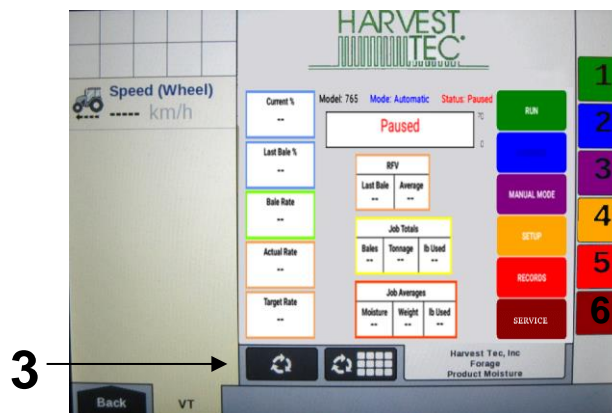 HARVEST
TEC
Speed (Wheel)
----- km/h
Current %
--
Last Bale %
--
Bale Rate
--
Actual Rate
--
Target Rate
--
Model: 765 Mode: Automatic Status: Paused
Paused
0
RFV
Last Bale Average
-- --
Job Totals
Bales Tonnage lb Used
-- -- --
Job Averages
Moisture Weight lb Used
-- -- --
RUN
MANUAL MODE
SETUP
RECORDS
SERVICE
1
2
3
4
5
6
3
Harvest Tec, Inc
Forage
Product Moisture
Back VT